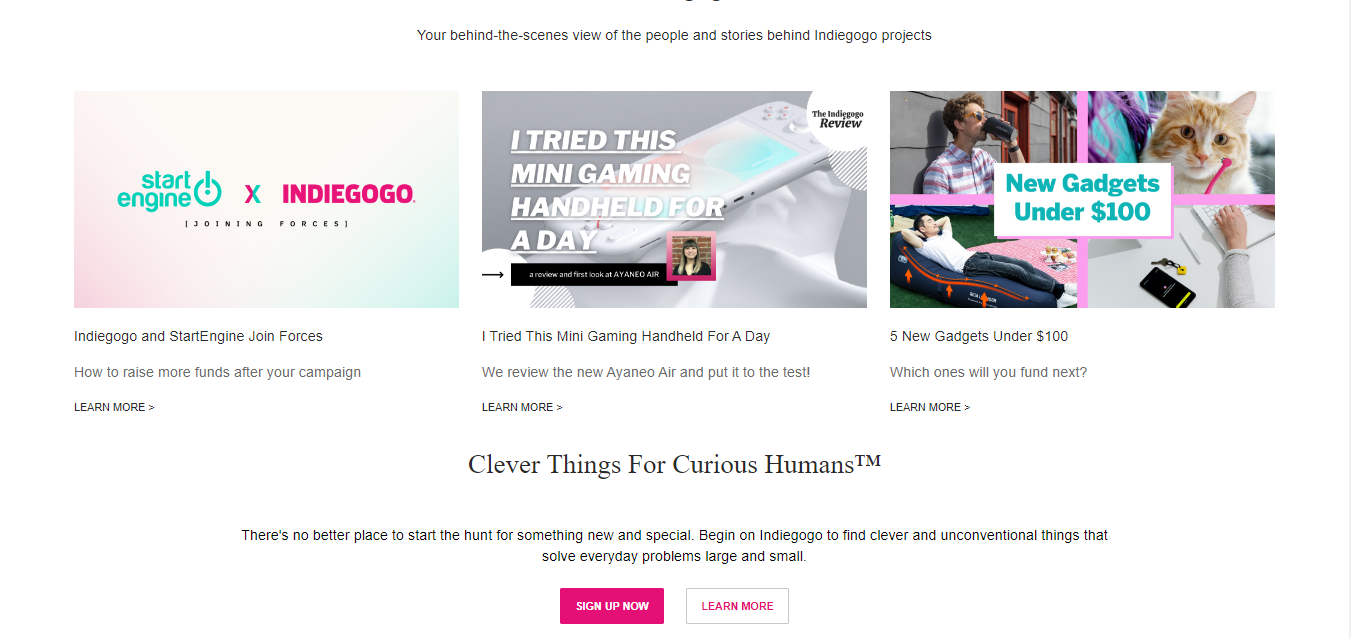 Your behind-the-scenes view of the people and stories behind Indiegogo projects
start
engine
X
INDIEGOGO
[JOINING FORCES]
I TRIED THIS
MINI GAMING
HANDHELD FOR
A DAY
a review and first look at AYANEO AIR
The Indiegogo
Review
New Gadgets
Under $100
Indiegogo and StartEngine Join Forces
How to raise more funds after your campaign
LEARN MORE >
I Tried This Mini Gaming Handheld For A Day
We review the new Ayaneo Air and put it to the test!
LEARN MORE >
5 New Gadgets Under $100
Which ones will you fund next?
LEARN MORE >
Clever Things For Curious Humans™
There's no better place to start the hunt for something new and special. Begin on Indiegogo to find clever and unconventional things that
solve everyday problems large and small.
SIGN UP NOW
LEARN MORE